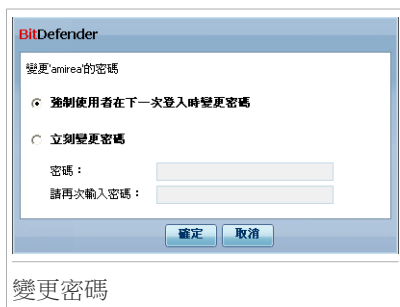 BitDefender
變更'amirea'的密碼
強制使用者在下一次登入時變更密碼
立刻變更密碼
密碼：
請再次輸入密碼：
確定 取消
變更密碼